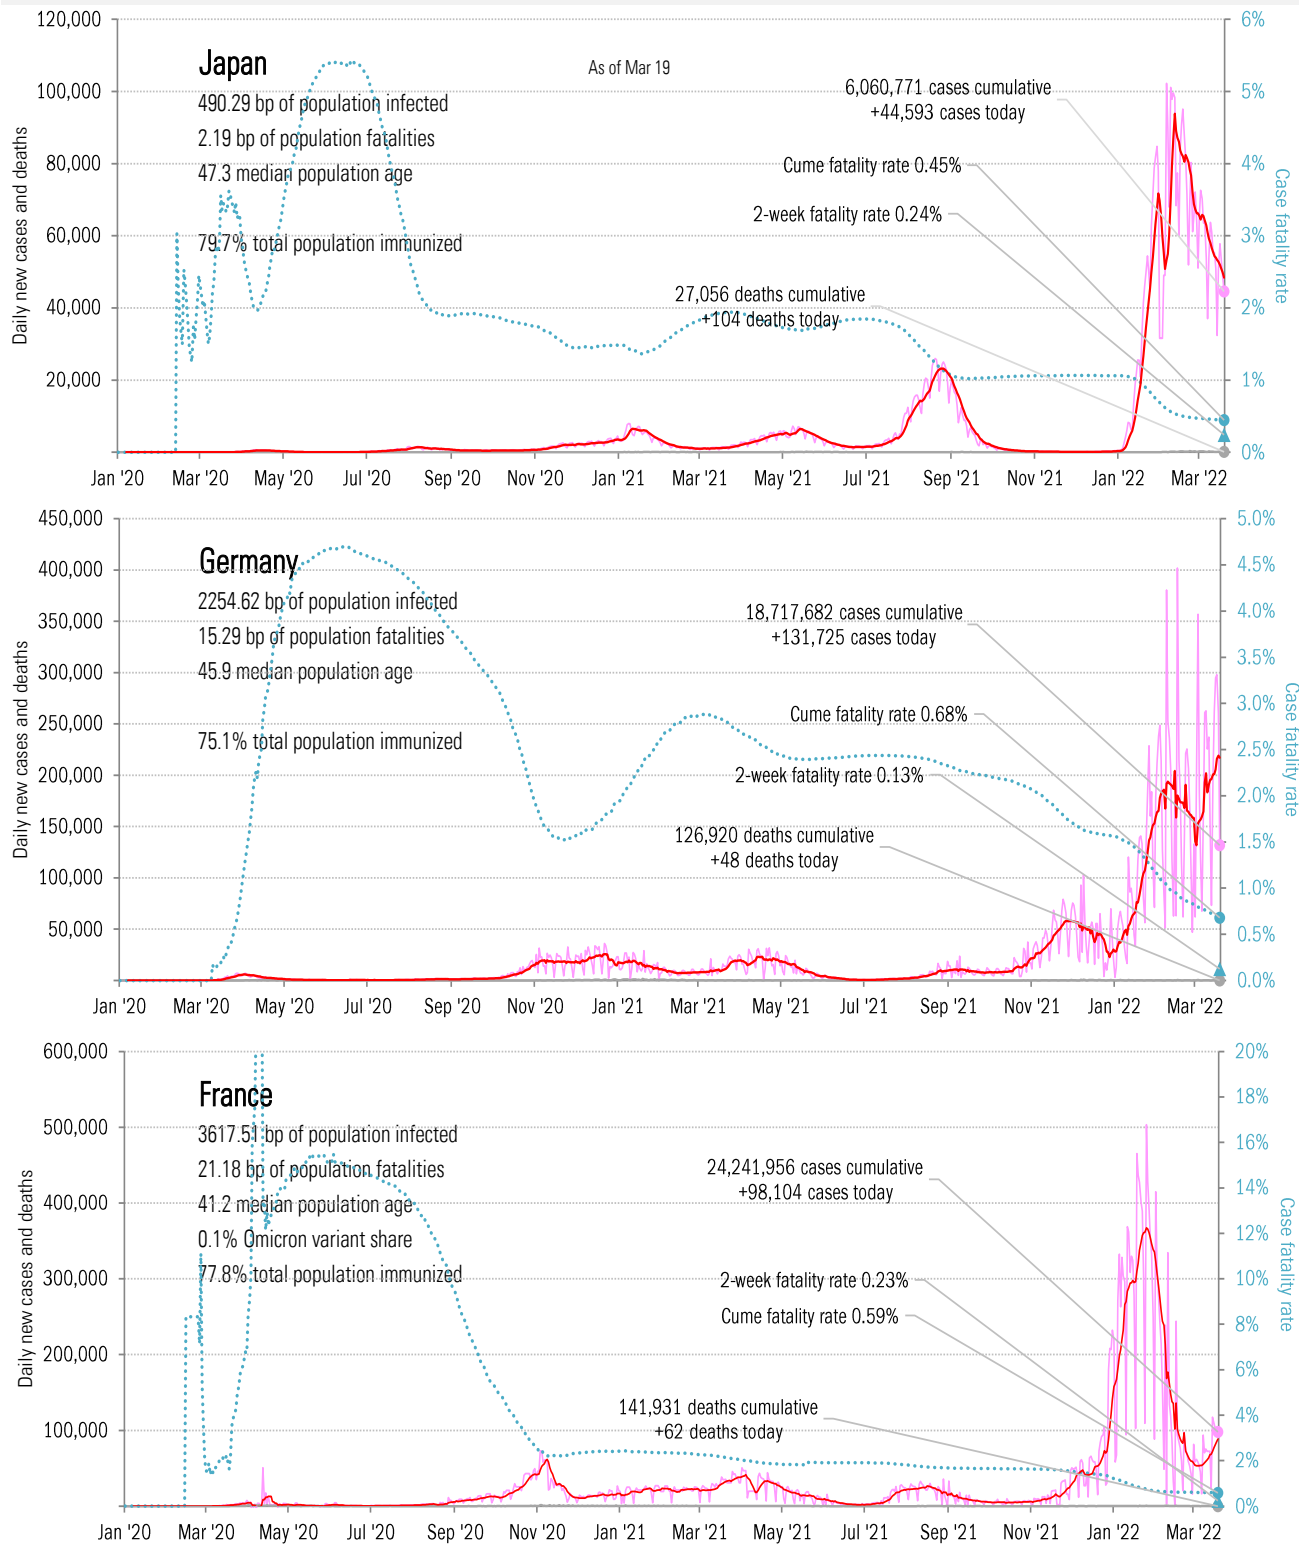 120,000
6%
Japan
As of Mar 19
490.29 bp of population infected
6,060,771 cases cumulative
100,000
5%
2.19 bp of population fatalities
+44,593 cases today
47.3 median population age
Cume fatality rate 0.45%
80,000
4%
2-week fatality rate 0.24%
79.7% total population immunized
60,000
3%
27,056 deaths cumulative
+104 deaths today
40,000
2%
20,000
1%
0%
Daily new cases and deaths
Case fatality rate
Jan '20 Mar '20 May '20 Jul '20 Sep '20 Nov '20 Jan '21 Mar '21 May '21 Jul '21 Sep '21 Nov '21 Jan '22 Mar '22
450,000
5.0%
Germany
400,000
4.5%
2254.62 bp of population infected
18,717,682 cases cumulative
350,000
4.0%
15.29 bp of population fatalities
+131,725 cases today
45.9 median population age
300,000
3.5%
Cume fatality rate 0.68%
75.1% total population immunized
250,000
3.0%
2-week fatality rate 0.13%
200,000
2.5%
126,920 deaths cumulative
+48 deaths today
150,000
2.0%
100,000
1.5%
50,000
1.0%
0.5%
0.0%
Daily new cases and deaths
Case fatality rate
Jan '20 Mar '20 May '20 Jul '20 Sep '20 Nov '20 Jan '21 Mar '21 May '21 Jul '21 Sep '21 Nov '21 Jan '22 Mar '22
600,000
20%
France
18%
500,000
3617.51 bp of population infected
16%
21.18 bp of population fatalities
24,241,956 cases cumulative
+98,104 cases today
400,000
41.2 median population age
14%
0.1% Omicron variant share
12%
300,000
77.8% total population immunized
2-week fatality rate 0.23%
10%
Cume fatality rate 0.59%
8%
200,000
6%
141,931 deaths cumulative
+62 deaths today
100,000
4%
2%
0%
Daily new cases and deaths
Case fatality rate
Jan '20 Mar '20 May '20 Jul '20 Sep '20 Nov '20 Jan '21 Mar '21 May '21 Jul '21 Sep '21 Nov '21 Jan '22 Mar '22